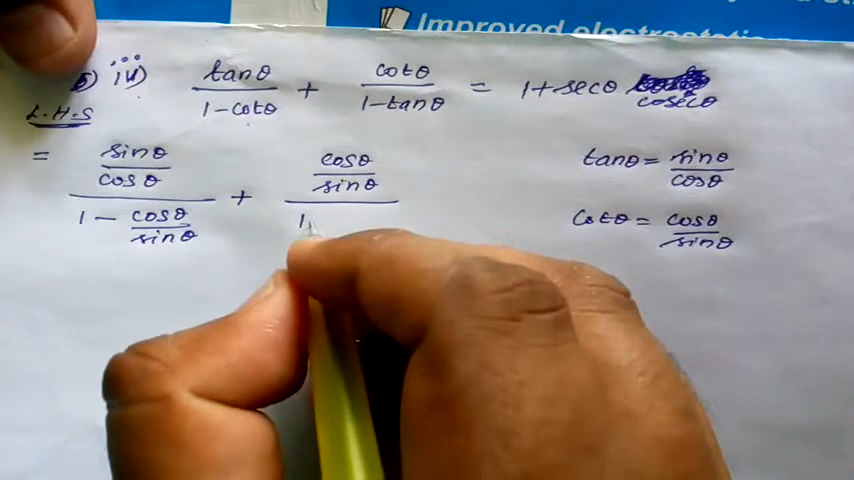 Improved electrostatic
5) iii) tanθ/(1-cotθ) + cotθ/(1-tanθ) = 1+secθ cosecθ
L.H.S
= (sinθ/cosθ)/(1 - cosθ/sinθ) + (cosθ/sinθ)/(1
tanθ = sinθ/cosθ
cotθ = cosθ/sinθ